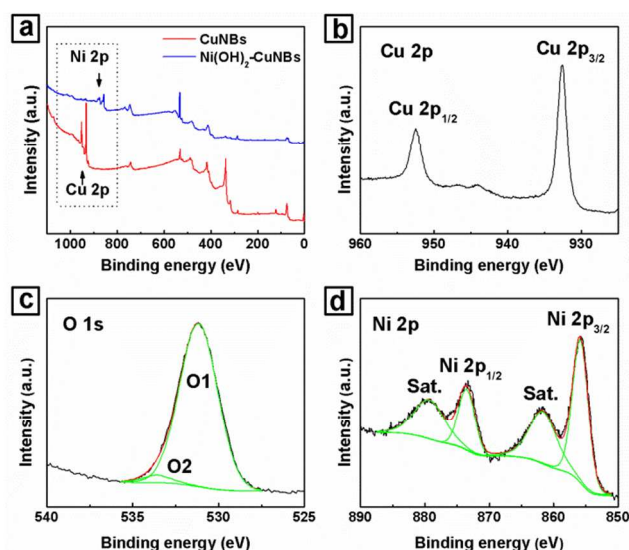 a
CuNBs
Ni(OH)₂-CuNBs
Ni 2p
Cu 2p
Intensity (a.u.)
1000 800 600 400 200 0
Binding energy (eV)
b
Cu 2p
Cu 2p₃/₂
Cu 2p₁/₂
Intensity (a.u.)
960 950 940 930
Binding energy (eV)
c
O 1s
O1
O2
Intensity (a.u.)
540 535 530 525
Binding energy (eV)
d
Ni 2p
Ni 2p₃/₂
Ni 2p₁/₂
Sat.
Sat.
Intensity (a.u.)
890 880 870 860 850
Binding energy (eV)